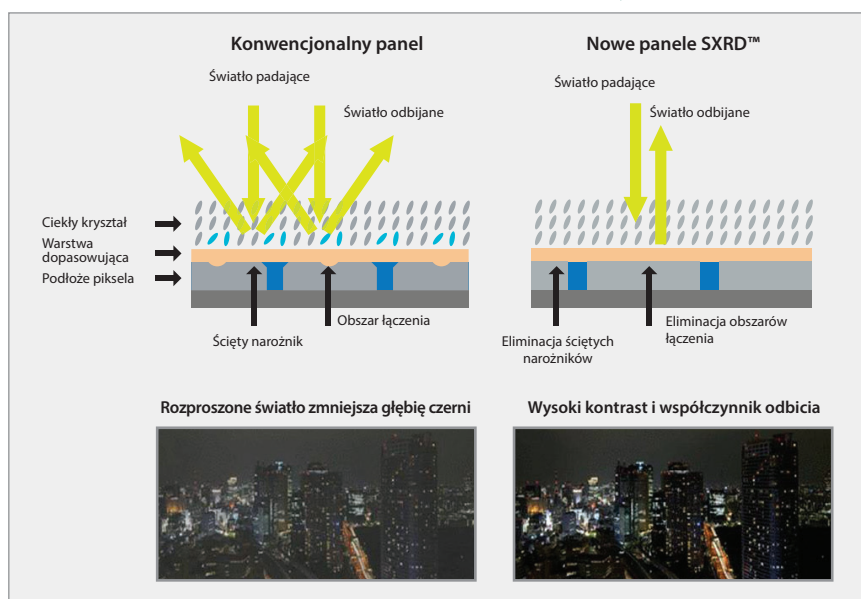 Konwencjonalny panel
Światło padające
Światło odbijane
Ciekły kryształ
Warstwa
dopasowująca
Podłoże piksela
Ścięty narożnik
Obszar łączenia
Rozproszone światło zmniejsza głębię czerni
Nowe panele SXRD™
Światło padające
Światło odbijane
Eliminacja ściętych
narożników
Eliminacja obszarów
łączenia
Wysoki kontrast i współczynnik odbicia